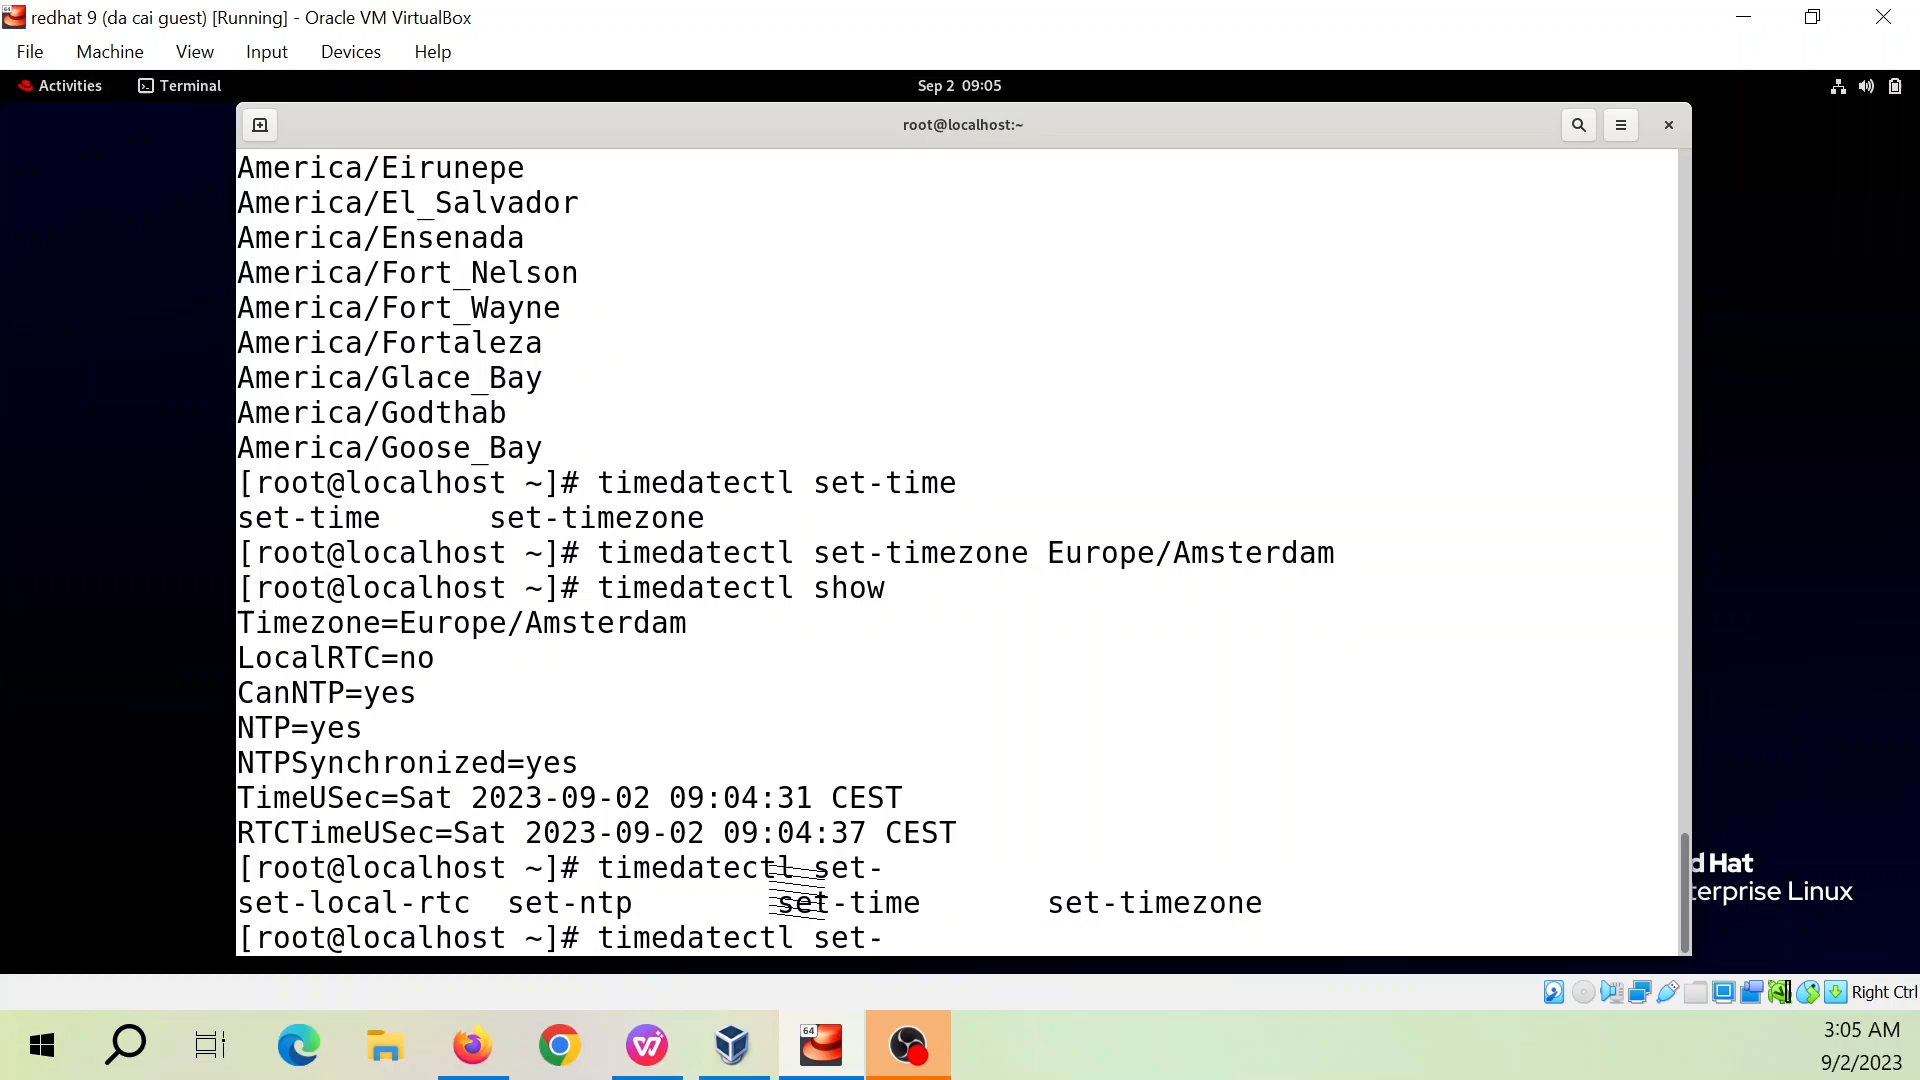 redhat 9 (da cai guest) [Running] - Oracle VM VirtualBox
File Machine View Input Devices Help
Activities Terminal Sep 2 09:05
root@localhost:~
America/Eirunepe
America/El_Salvador
America/Ensenada
America/Fort_Nelson
America/Fort_Wayne
America/Fortaleza
America/Glace_Bay
America/Godthab
America/Goose_Bay
[root@localhost ~]# timedatectl set-time
set-time set-timezone
[root@localhost ~]# timedatectl set-timezone Europe/Amsterdam
[root@localhost ~]# timedatectl show
Timezone=Europe/Amsterdam
LocalRTC=no
CanNTP=yes
NTP=yes
NTPSynchronized=yes
TimeUSec=Sat 2023-09-02 09:04:31 CEST
RTCTimeUSec=Sat 2023-09-02 09:04:37 CEST
[root@localhost ~]# timedatectl set-
set-local-rtc set-ntp set-time set-timezone
[root@localhost ~]# timedatectl set-
d Hat
terprise Linux
Right Ctrl
64
3:05 AM
9/2/2023